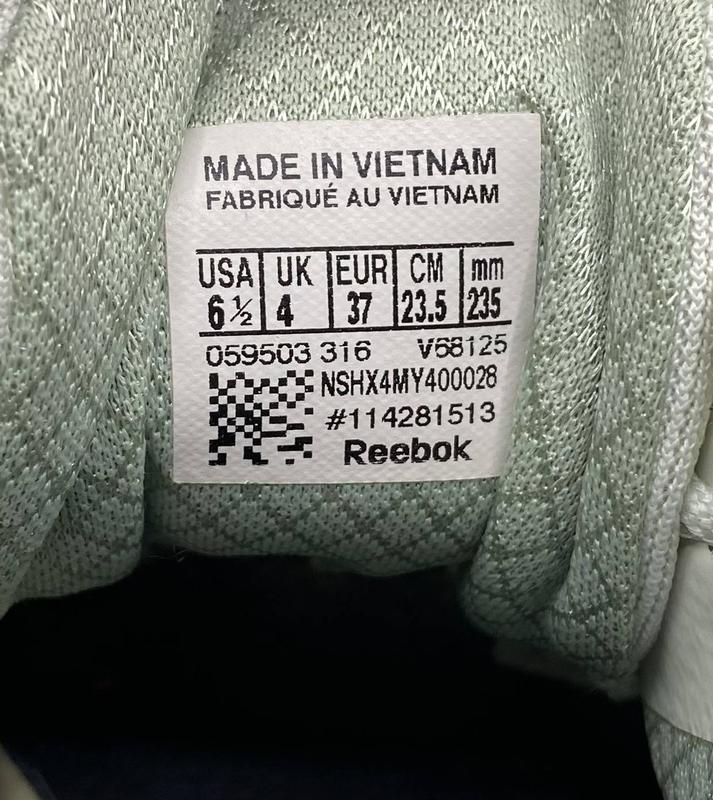 MADE IN VIETNAM
FABRIQUÉ AU VIETNAM
USA UK EUR CM mm
6 ½ 4 37 23.5 235
059503 316 V68125
NSHX4MY400028
#114281513
Reebok